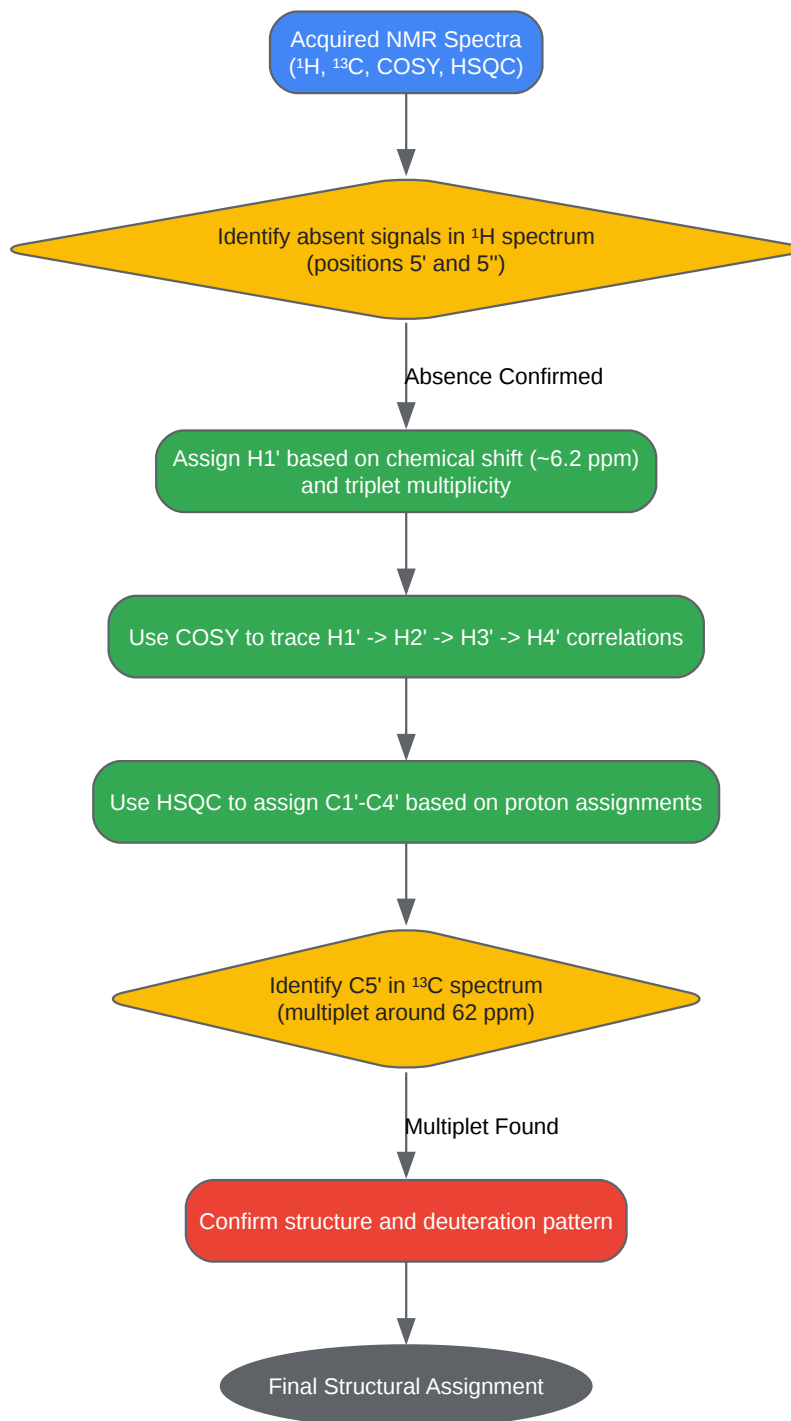 Acquired NMR Spectra
(¹H, ¹³C, COSY, HSQC)
Identify absent signals in ¹H spectrum
(positions 5' and 5'')
Absence Confirmed
Assign H1' based on chemical shift (~6.2 ppm)
and triplet multiplicity
Use COSY to trace H1' -> H2' -> H3' -> H4' correlations
Use HSQC to assign C1'-C4' based on proton assignments
Identify C5' in ¹³C spectrum
(multiplet around 62 ppm)
Multiplet Found
Confirm structure and deuteration pattern
Final Structural Assignment